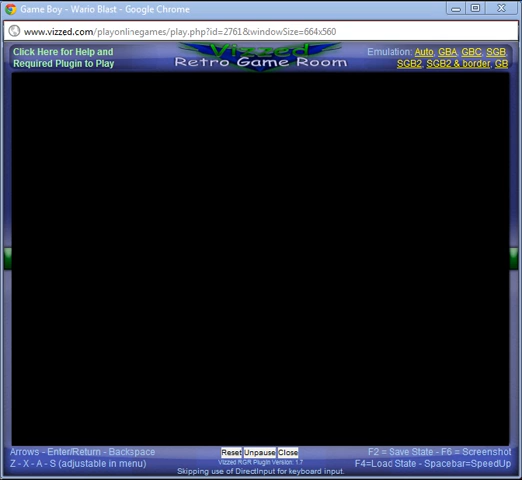 Game Boy - Wario Blast - Google Chrome
www.vizzed.com/playonlinegames/play.php?id=2761&windowSize=664x560
Click Here for Help and
Required Plugin to Play
Vizzed
Retro Game Room
Emulation: Auto, GBA, GBC, SGB,
SGB2, SGB2 & border, GB
Arrows - Enter/Return - Backspace
Z - X - A - S (adjustable in menu)
Reset Unpause Close
Vizzed RGR Plugin Version: 1.7
Skipping use of DirectInput for keyboard input.
F2 = Save State - F6 = Screenshot
F4=Load State - Spacebar=SpeedUp